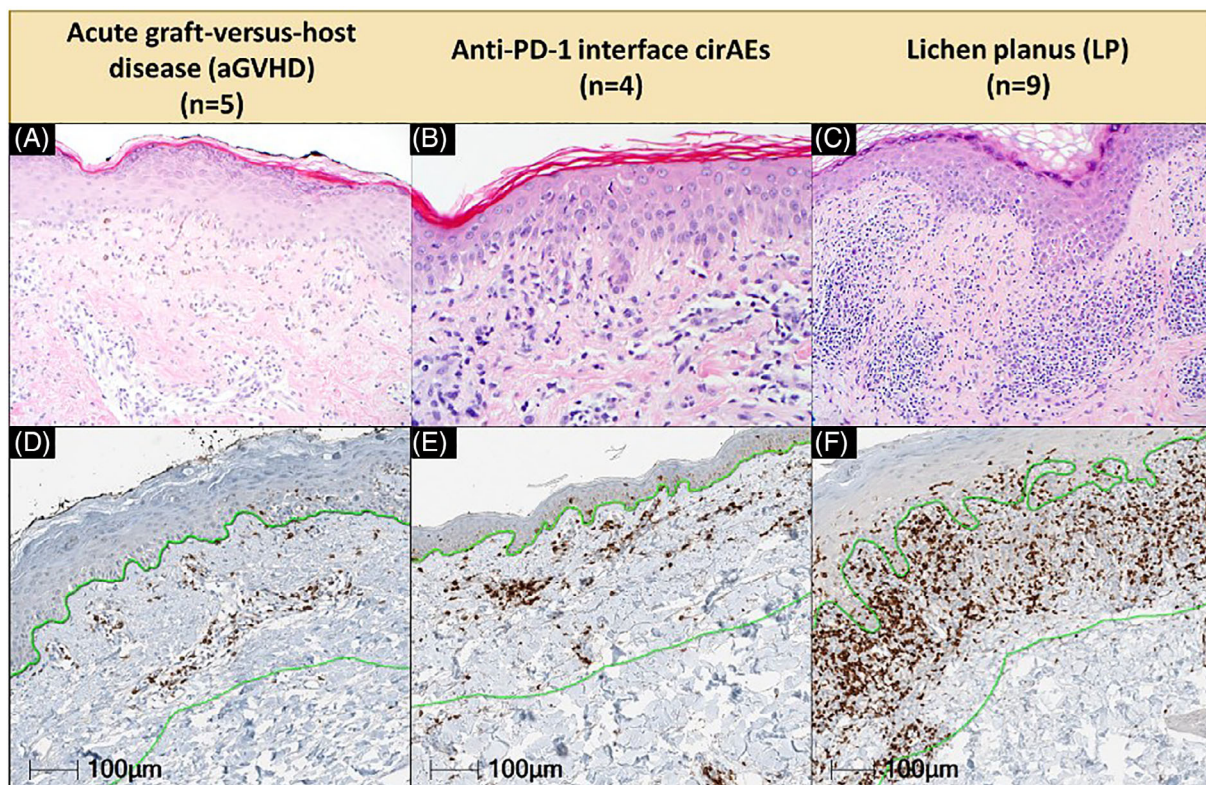 Acute graft-versus-host
disease (aGVHD)
(n=5)
Anti-PD-1 interface cirAEs
(n=4)
Lichen planus (LP)
(n=9)
(A)
(B)
(C)
(D)
(E)
(F)
100μm
100μm
100μm